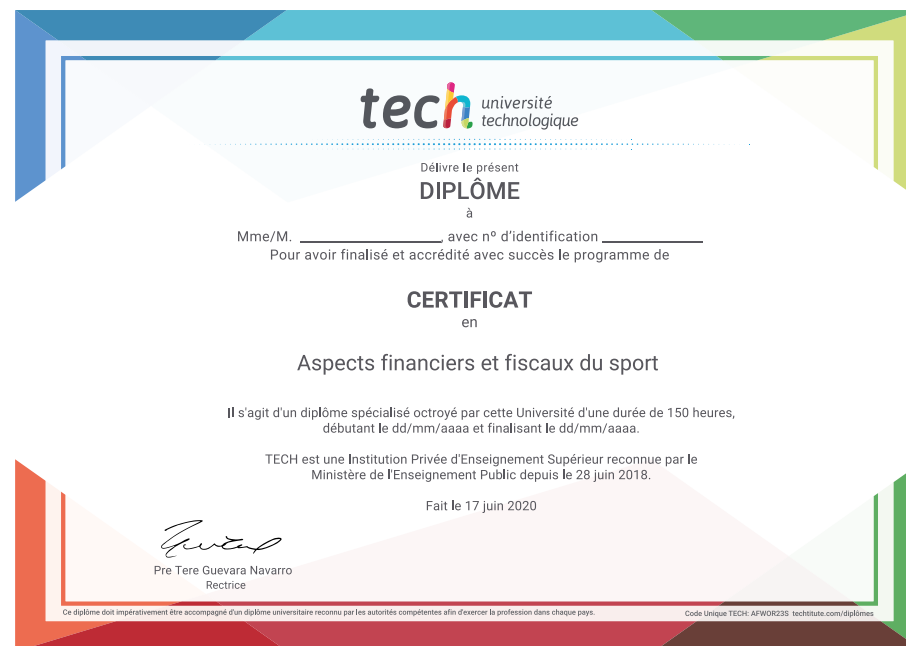 tech université
technologique
Délivre le présent
DIPLÔME
à
Mme/M. ____________________, avec nº d'identification ______________
Pour avoir finalisé et accrédité avec succès le programme de
CERTIFICAT
en
Aspects financiers et fiscaux du sport
Il s'agit d'un diplôme spécialisé octroyé par cette Université d'une durée de 150 heures,
débutant le dd/mm/aaaa et finalisant le dd/mm/aaaa.
TECH est une Institution Privée d'Enseignement Supérieur reconnue par le
Ministère de l'Enseignement Public depuis le 28 juin 2018.
Fait le 17 juin 2020
Pre Tere Guevara Navarro
Rectrice
Ce diplôme doit impérativement être accompagné d'un diplôme universitaire reconnu par les autorités compétentes afin d'exercer la profession dans chaque pays.
Code Unique TECH: AFWOR23S techtitute.com/diplômes